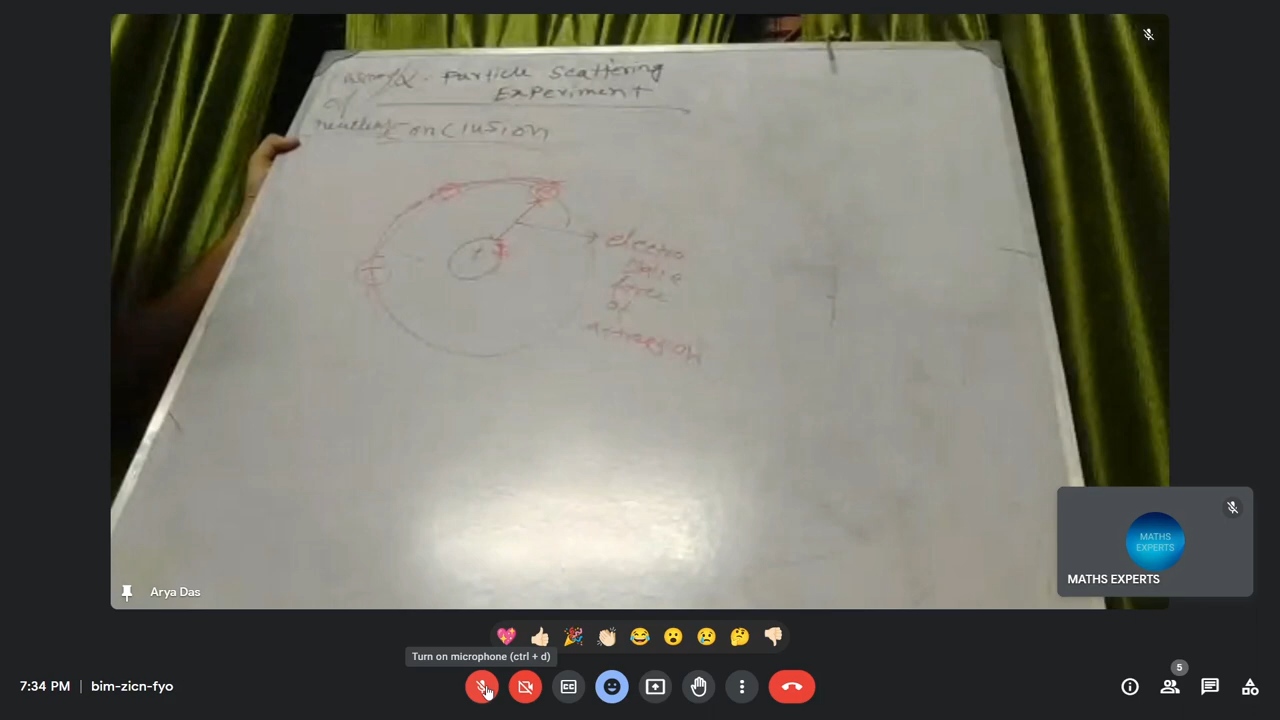 α. Particle Scattering
Experiment
of
Conclusion
+
electro
force
of
attraction
Arya Das
MATHS
EXPERTS
MATHS EXPERTS
Turn on microphone (ctrl + d)
7:34 PM | bim-zicn-fyo
5